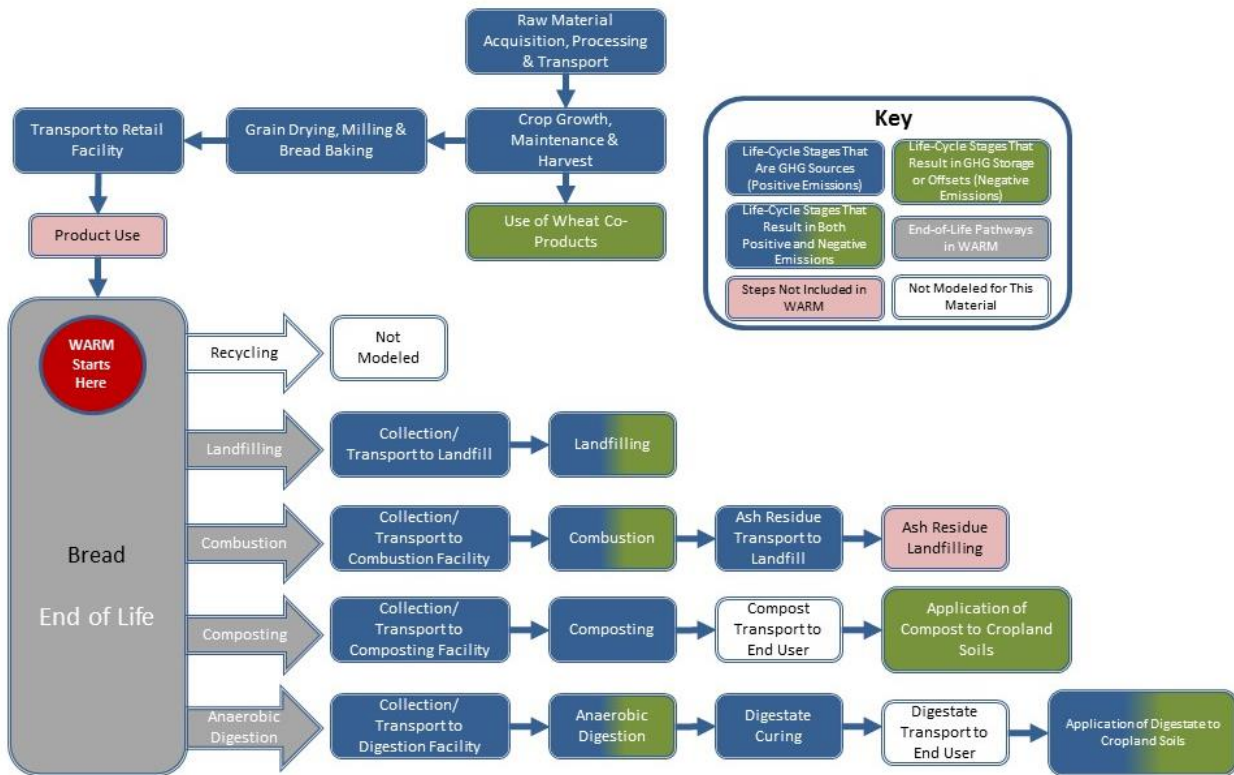 Raw Material
Acquisition, Processing
& Transport
Transport to Retail
Facility
Grain Drying, Milling &
Bread Baking
Crop Growth,
Maintenance &
Harvest
Product Use
Use of Wheat Co-
Products
Key
Life-Cycle Stages That
Are GHG Sources
(Positive Emissions)
Life-Cycle Stages That
Result in GHG Storage
or Offsets (Negative
Emissions)
Life-Cycle Stages That
Result in Both
Positive and Negative
Emissions
End-of-Life Pathways
in WARM
Steps Not Included in
WARM
Not Modeled for This
Material
WARM
Starts
Here
Bread
End of Life
Recycling
Not
Modeled
Landfilling
Collection/
Transport to Landfill
Landfilling
Combustion
Collection/
Transport to
Combustion Facility
Combustion
Ash Residue
Transport to
Landfill
Ash Residue
Landfilling
Composting
Collection/
Transport to
Composting Facility
Composting
Compost
Transport to
End User
Application of
Compost to Cropland
Soils
Anaerobic
Digestion
Collection/
Transport to
Digestion Facility
Anaerobic
Digestion
Digestate
Curing
Digestate
Transport to
End User
Application of Digestate to
Cropland Soils